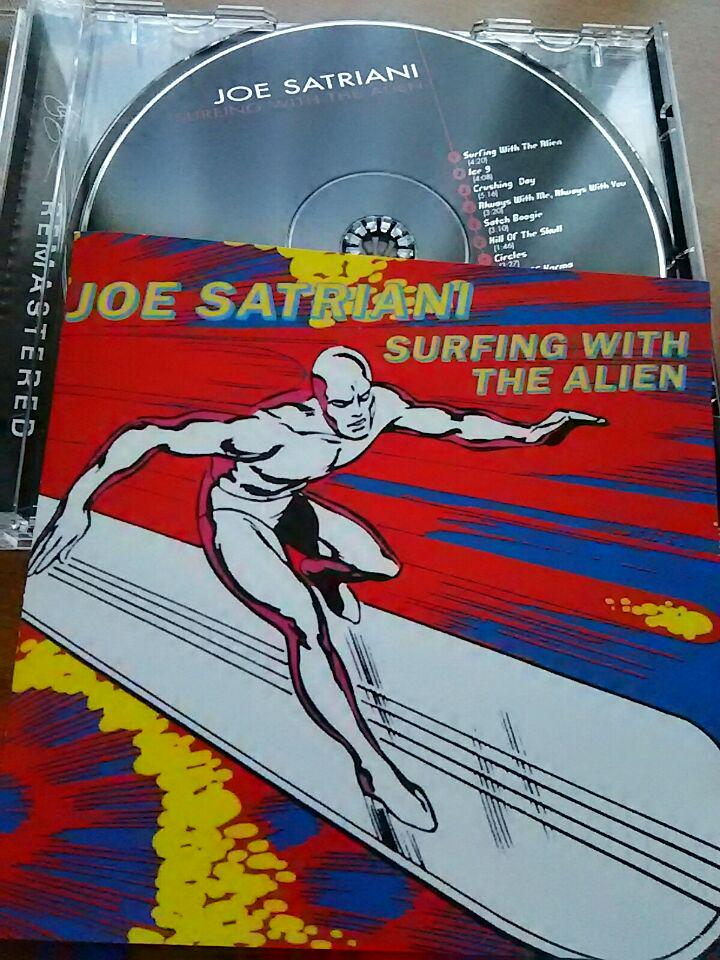 JOE SATRIANI
SURFING WITH THE ALIEN
Surfing With The Alien
(4:20)
Ice 9
(4:08)
Crushing Day
(5:16)
Always With Me, Always With You
(3:20)
Satch Boogie
(3:10)
Hill Of The Skull
(1:46)
Circles
REMASTERED
JOE SATRIANI
SURFING WITH
THE ALIEN